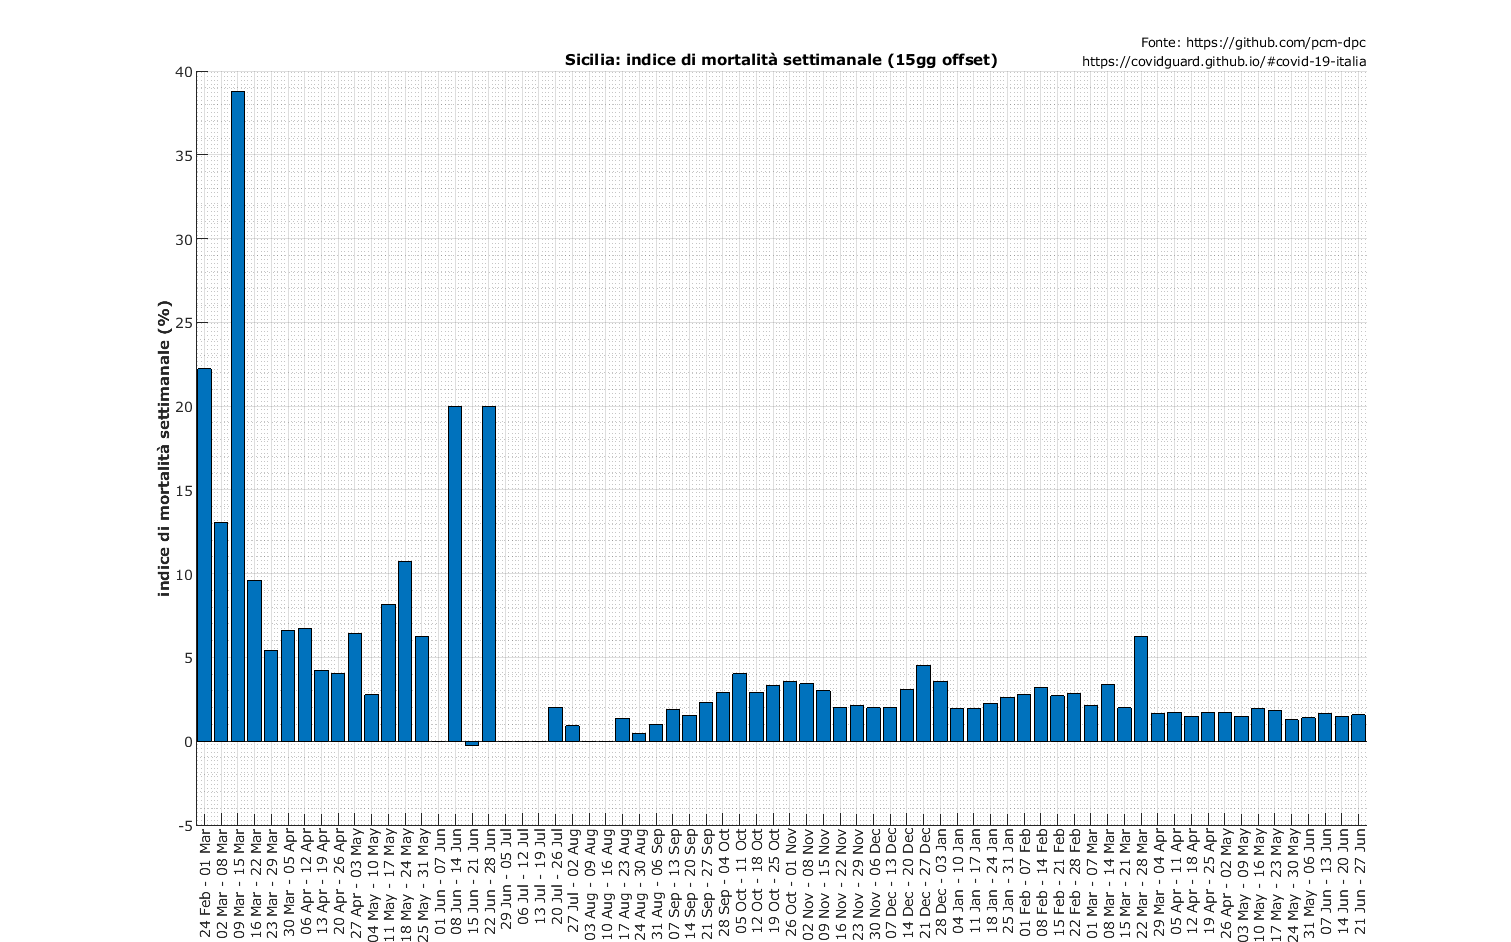 Fonte: https://github.com/pcm-dpc
Sicilia: indice di mortalità settimanale (15gg offset)
https://covidguard.github.io/#covid-19-italia
indice di mortalità settimanale (%)
40
35
30
25
20
15
10
5
0
-5
24 Feb - 01 Mar
02 Mar - 08 Mar
09 Mar - 15 Mar
16 Mar - 22 Mar
23 Mar - 29 Mar
30 Mar - 05 Apr
06 Apr - 12 Apr
13 Apr - 19 Apr
20 Apr - 26 Apr
27 Apr - 03 May
04 May - 10 May
11 May - 17 May
18 May - 24 May
25 May - 31 May
01 Jun - 07 Jun
08 Jun - 14 Jun
15 Jun - 21 Jun
22 Jun - 28 Jun
29 Jun - 05 Jul
06 Jul - 12 Jul
13 Jul - 19 Jul
20 Jul - 26 Jul
27 Jul - 02 Aug
03 Aug - 09 Aug
10 Aug - 16 Aug
17 Aug - 23 Aug
24 Aug - 30 Aug
31 Aug - 06 Sep
07 Sep - 13 Sep
14 Sep - 20 Sep
21 Sep - 27 Sep
28 Sep - 04 Oct
05 Oct - 11 Oct
12 Oct - 18 Oct
19 Oct - 25 Oct
26 Oct - 01 Nov
02 Nov - 08 Nov
09 Nov - 15 Nov
16 Nov - 22 Nov
23 Nov - 29 Nov
30 Nov - 06 Dec
07 Dec - 13 Dec
14 Dec - 20 Dec
21 Dec - 27 Dec
28 Dec - 03 Jan
04 Jan - 10 Jan
11 Jan - 17 Jan
18 Jan - 24 Jan
25 Jan - 31 Jan
01 Feb - 07 Feb
08 Feb - 14 Feb
15 Feb - 21 Feb
22 Feb - 28 Feb
01 Mar - 07 Mar
08 Mar - 14 Mar
15 Mar - 21 Mar
22 Mar - 28 Mar
29 Mar - 04 Apr
05 Apr - 11 Apr
12 Apr - 18 Apr
19 Apr - 25 Apr
26 Apr - 02 May
03 May - 09 May
10 May - 16 May
17 May - 23 May
24 May - 30 May
31 May - 06 Jun
07 Jun - 13 Jun
14 Jun - 20 Jun
21 Jun - 27 Jun